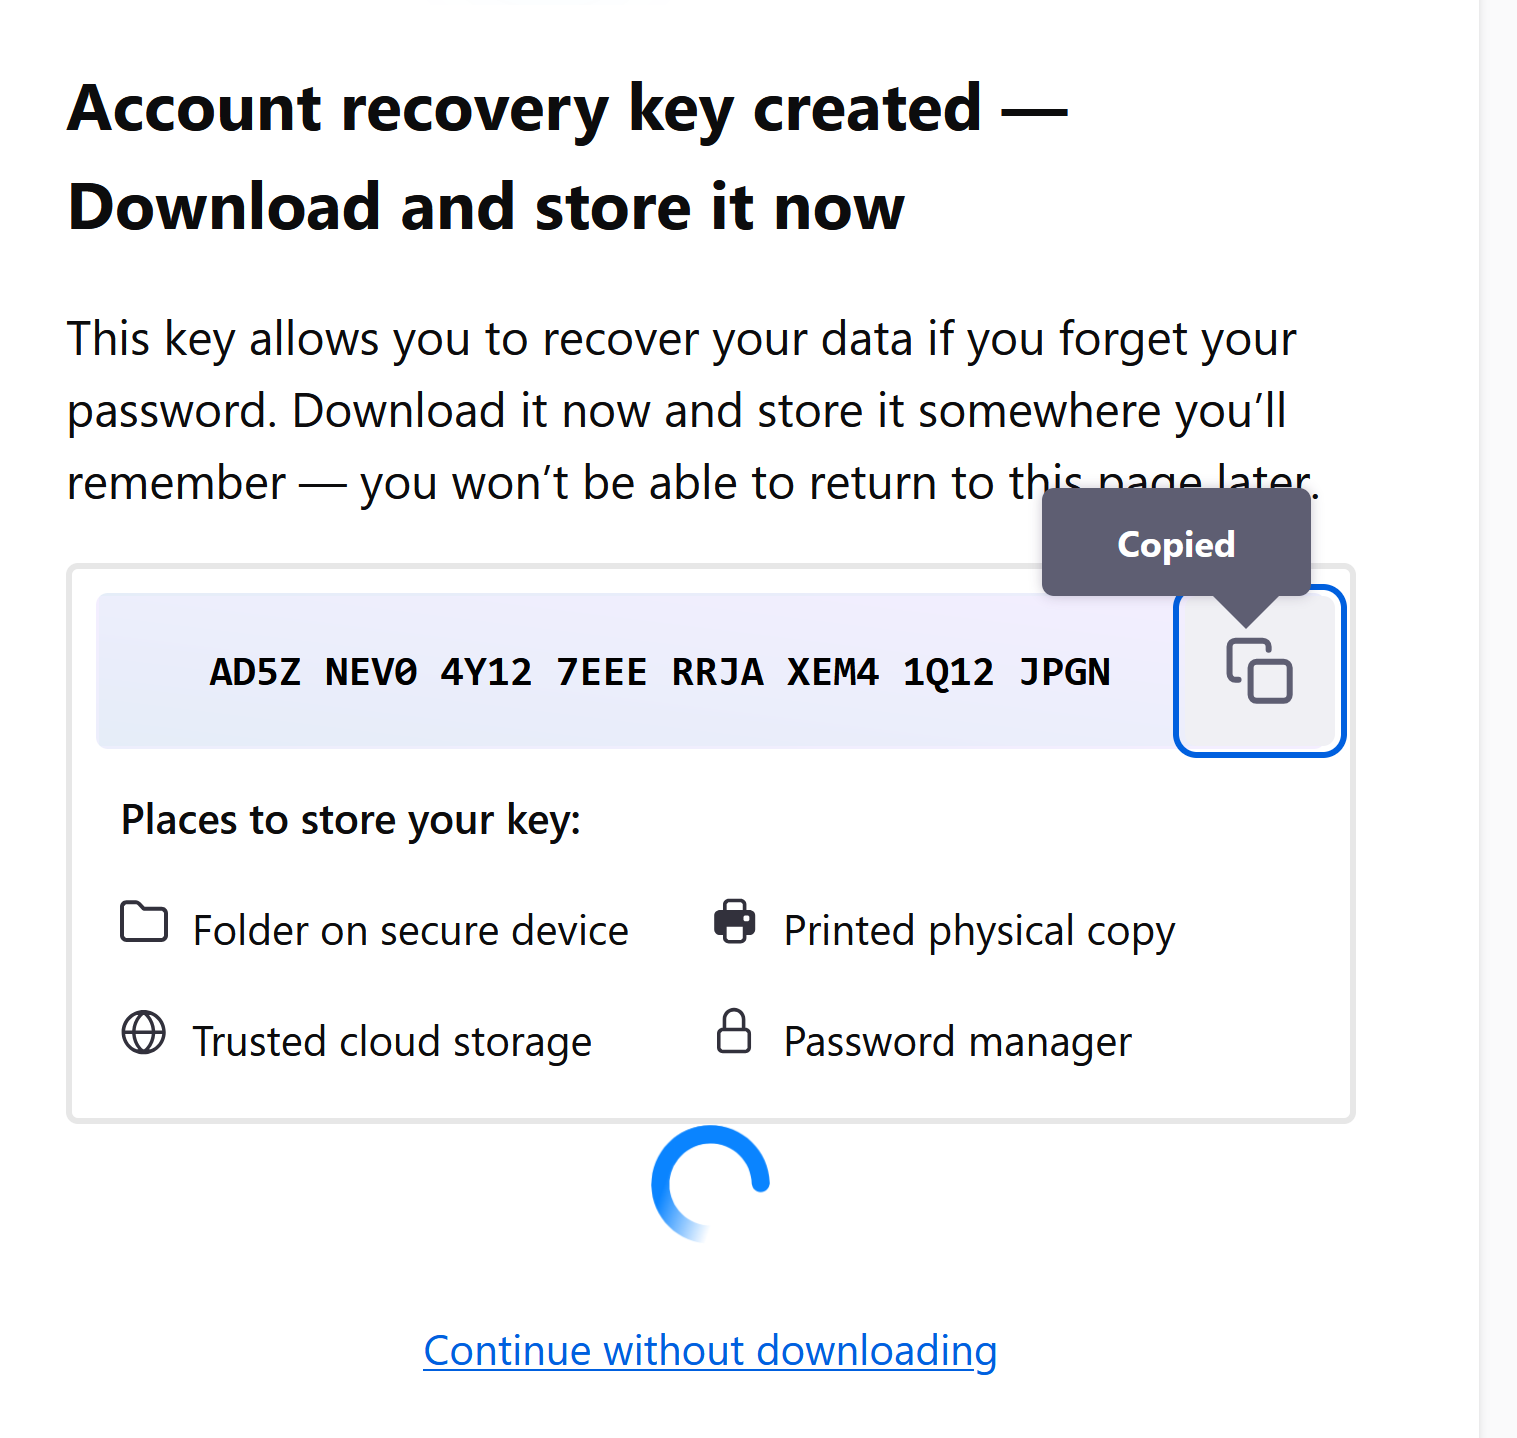 Account recovery key created —
Download and store it now
This key allows you to recover your
data if you forget your
password. Download it now and store it somewhere you’ll
remember — you won’t be able to return to this page later.
Copied
AD5Z NEV0 4Y12 7EEE RRJA XEM4 1Q12 JPGN
Places to store your key:
Folder on secure device
Printed physical copy
Trusted cloud storage
Password manager
Continue without downloading